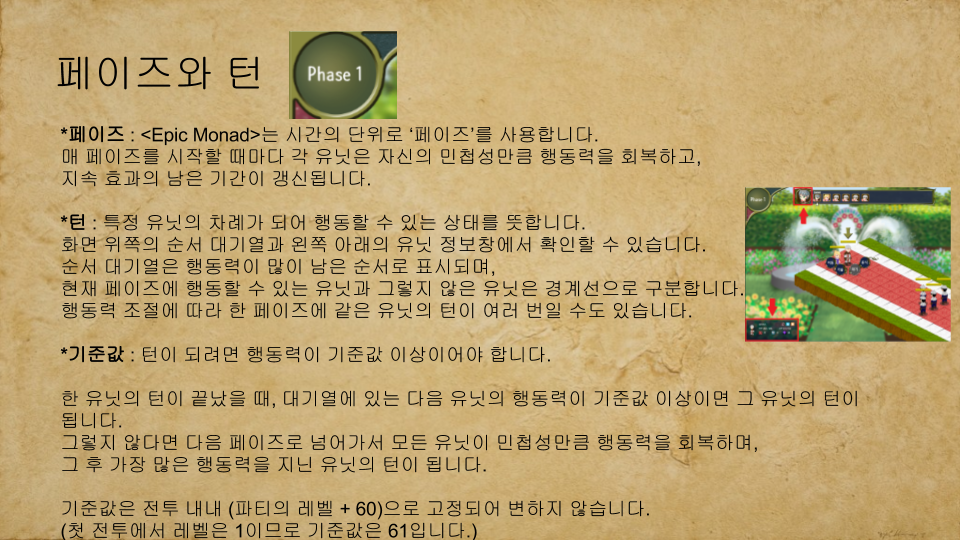 페이즈와 턴
Phase 1
*페이즈 : <Epic Monad>는 시간의 단위로 ‘페이즈’를 사용합니다.
매 페이즈를 시작할 때마다 각 유닛은 자신의 민첩성만큼 행동력을 회복하고,
지속 효과의 남은 기간이 갱신됩니다.
*턴 : 특정 유닛의 차례가 되어 행동할 수 있는 상태를 뜻합니다.
화면 위쪽의 순서 대기열과 왼쪽 아래의 유닛 정보창에서 확인할 수 있습니다.
순서 대기열은 행동력이 많이 남은 순서로 표시되며,
현재 페이즈에 행동할 수 있는 유닛과 그렇지 않은 유닛은 경계선으로 구분합니다.
행동력 조절에 따라 한 페이즈에 같은 유닛의 턴이 여러 번일 수도 있습니다.
Phase 1
*기준값 : 턴이 되려면 행동력이 기준값 이상이어야 합니다.
한 유닛의 턴이 끝났을 때, 대기열에 있는 다음 유닛의 행동력이 기준값 이상이면 그 유닛의 턴이
됩니다.
그렇지 않다면 다음 페이즈로 넘어가서 모든 유닛이 민첩성만큼 행동력을 회복하며,
그 후 가장 많은 행동력을 지닌 유닛의 턴이 됩니다.
기준값은 전투 내내 (파티의 레벨 + 60)으로 고정되어 변하지 않습니다.
(첫 전투에서 레벨은 1이므로 기준값은 61입니다.)